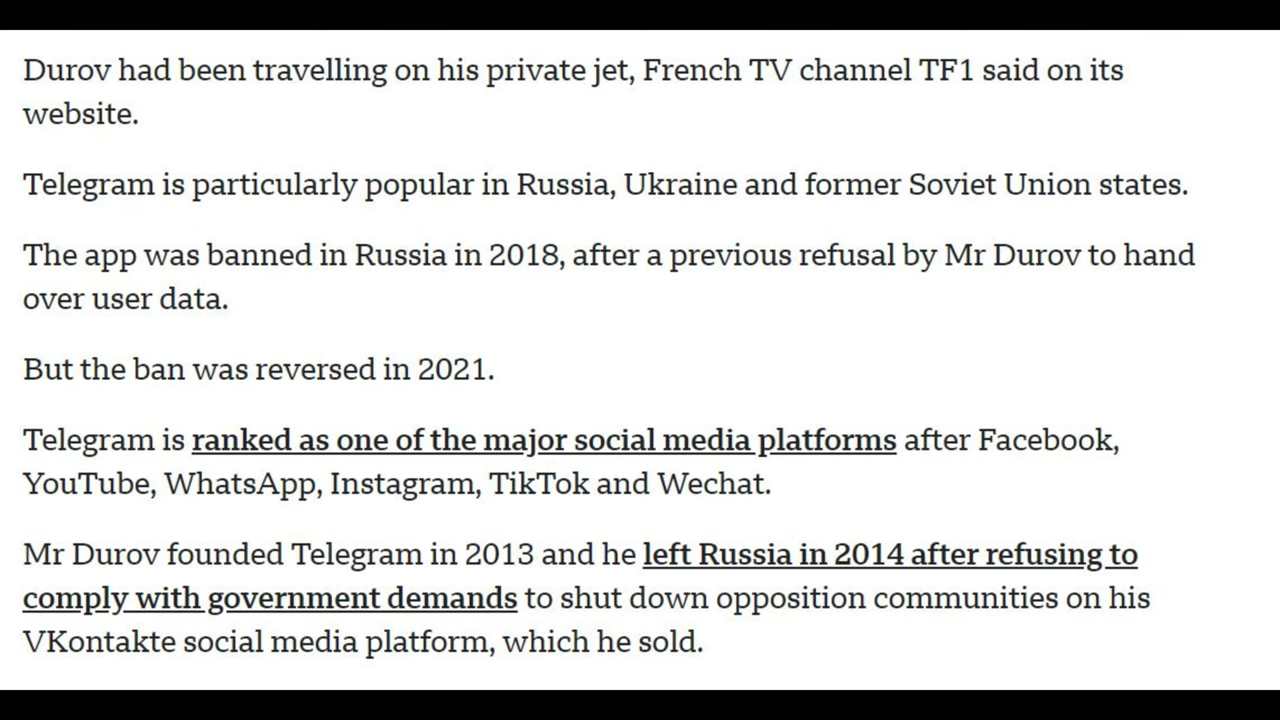 Durov had been travelling on his private jet, French TV channel TF1 said on its
website.
Telegram is particularly popular in Russia, Ukraine and former Soviet Union states.
The app was banned in Russia in 2018, after a previous refusal by Mr Durov to hand
over user data.
But the ban was reversed in 2021.
Telegram is ranked as one of the major social media platforms after Facebook,
YouTube, WhatsApp, Instagram, TikTok and Wechat.
Mr Durov founded Telegram in 2013 and he left Russia in 2014 after refusing to
comply with government demands to shut down opposition communities on his
VKontakte social media platform, which he sold.